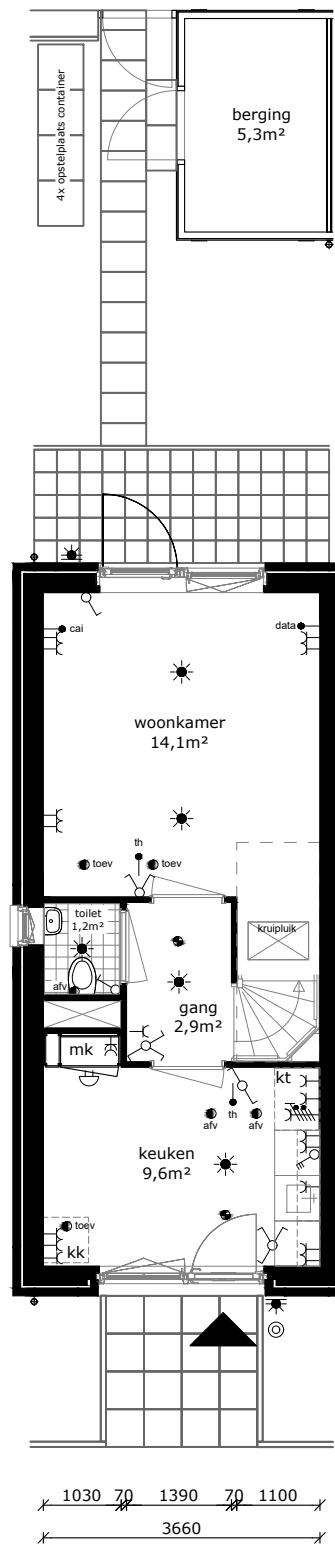 berging
5,3m²
4x opstelplaats container
cai
data
woonkamer
14,1m²
th
toev
toev
toilet
1,2m²
kruipluik
afv
gang
2,9m²
mk
kt
th
afv
afv
keuken
9,6m²
toev
kk
1030 70 1390 70 1100
3660